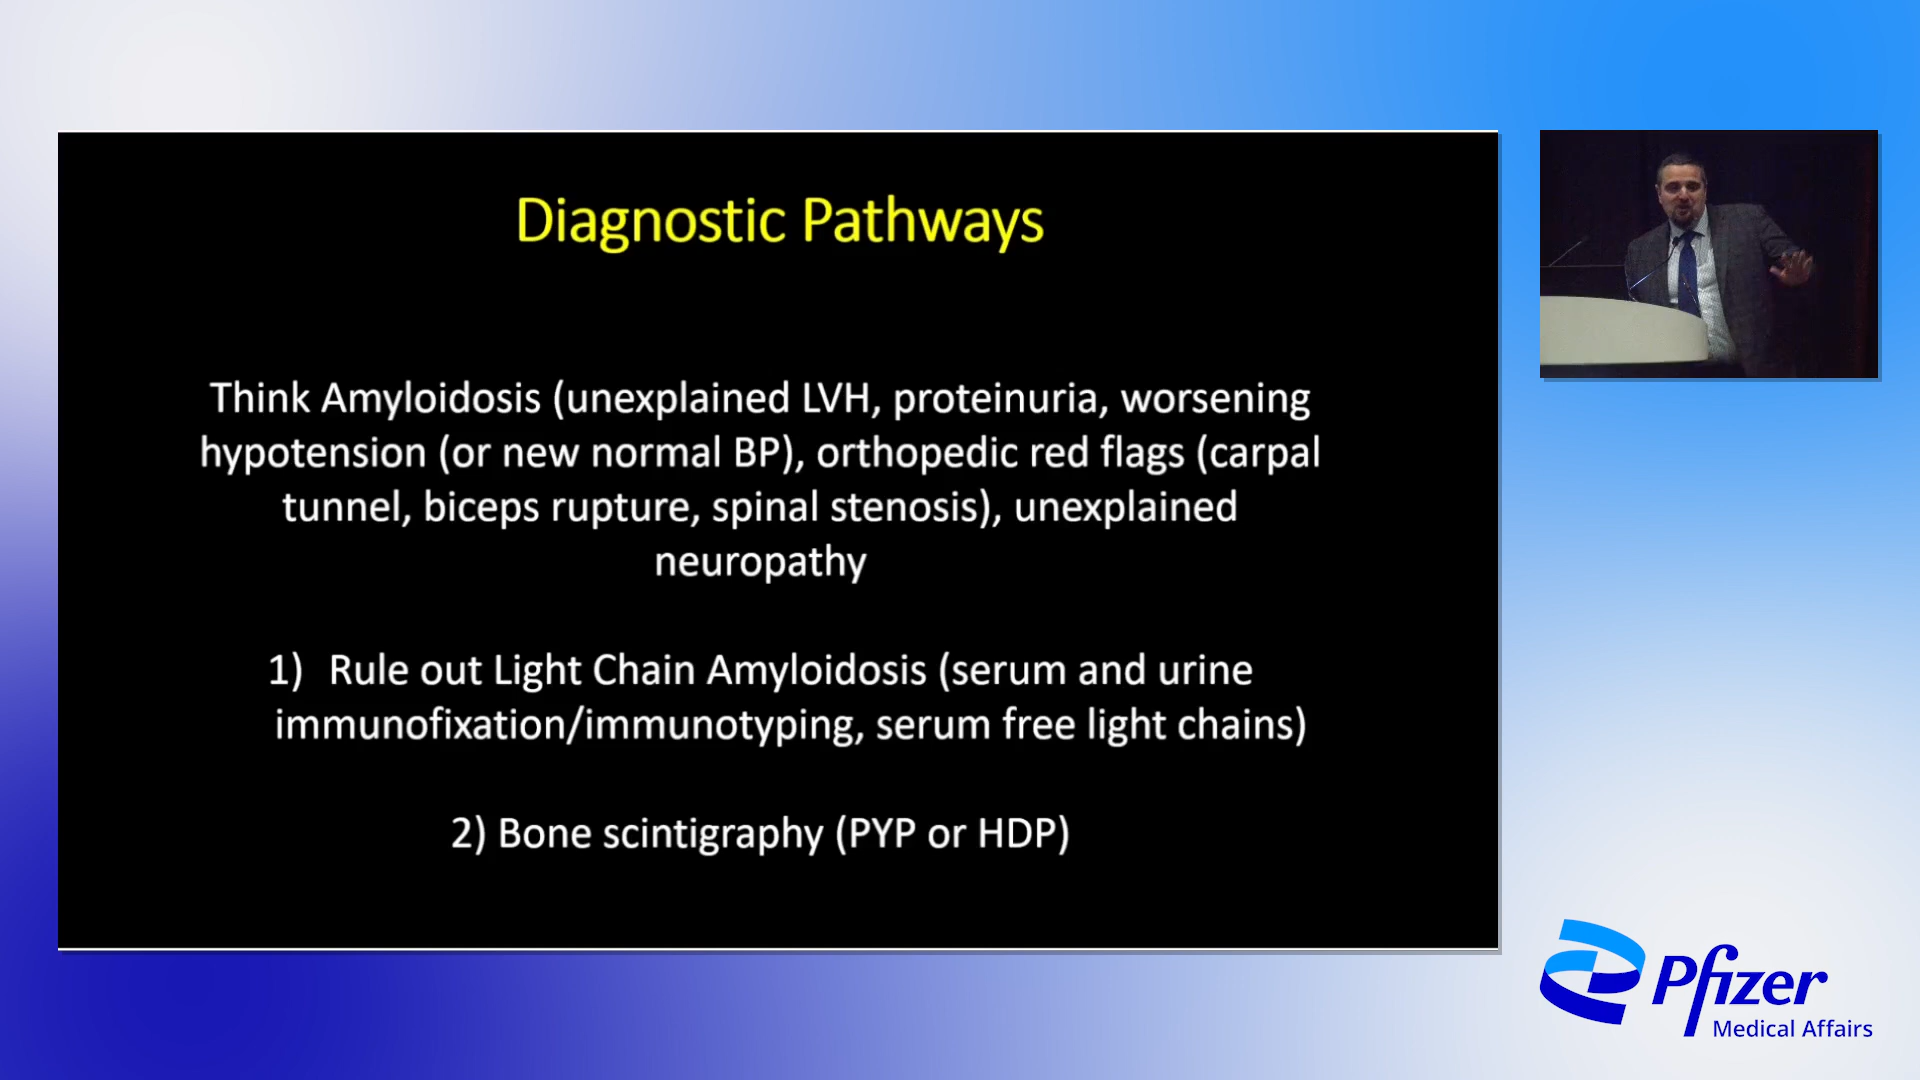 Diagnostic Pathways
Think Amyloidosis (unexplained LVH, proteinuria, worsening
hypotension (or new normal BP), orthopedic red flags (carpal
tunnel, biceps rupture, spinal stenosis), unexplained
neuropathy
1) Rule out Light Chain Amyloidosis (serum and urine
immunofixation/immunotyping, serum free light chains)
2) Bone scintigraphy (PYP or HDP)
Pfizer
Medical Affairs